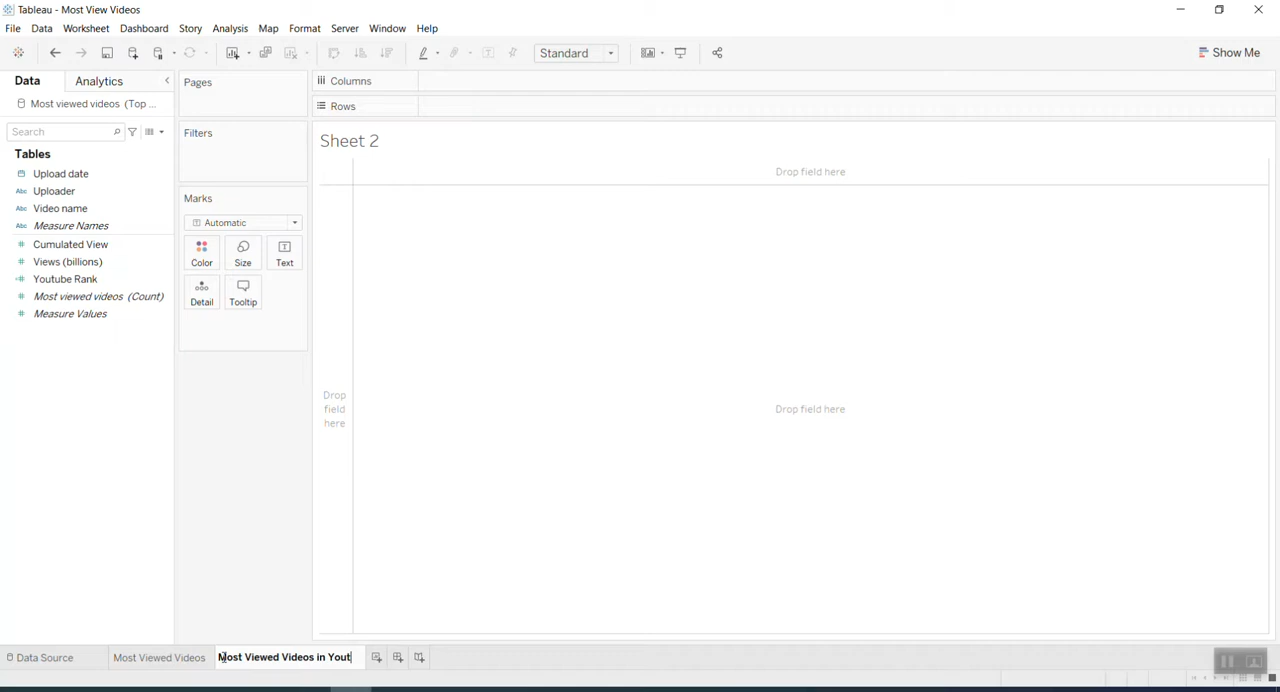 Tableau - Most View Videos
File Data Worksheet Dashboard Story Analysis Map Format Server Window Help
Standard
Show Me
Data Analytics
Pages
Columns
Most viewed videos (Top ...
Rows
Search
Filters
Sheet 2
Tables
Drop field here
Upload date
Abc Uploader
Marks
Abc Video name
Automatic
Abc Measure Names
Cumulated View
Color Size Text
Views (billions)
Youtube Rank
Most viewed videos (Count)
Detail Tooltip
Measure Values
Drop
field
here
Drop field here
Data Source Most Viewed Videos Most Viewed Videos in Yout